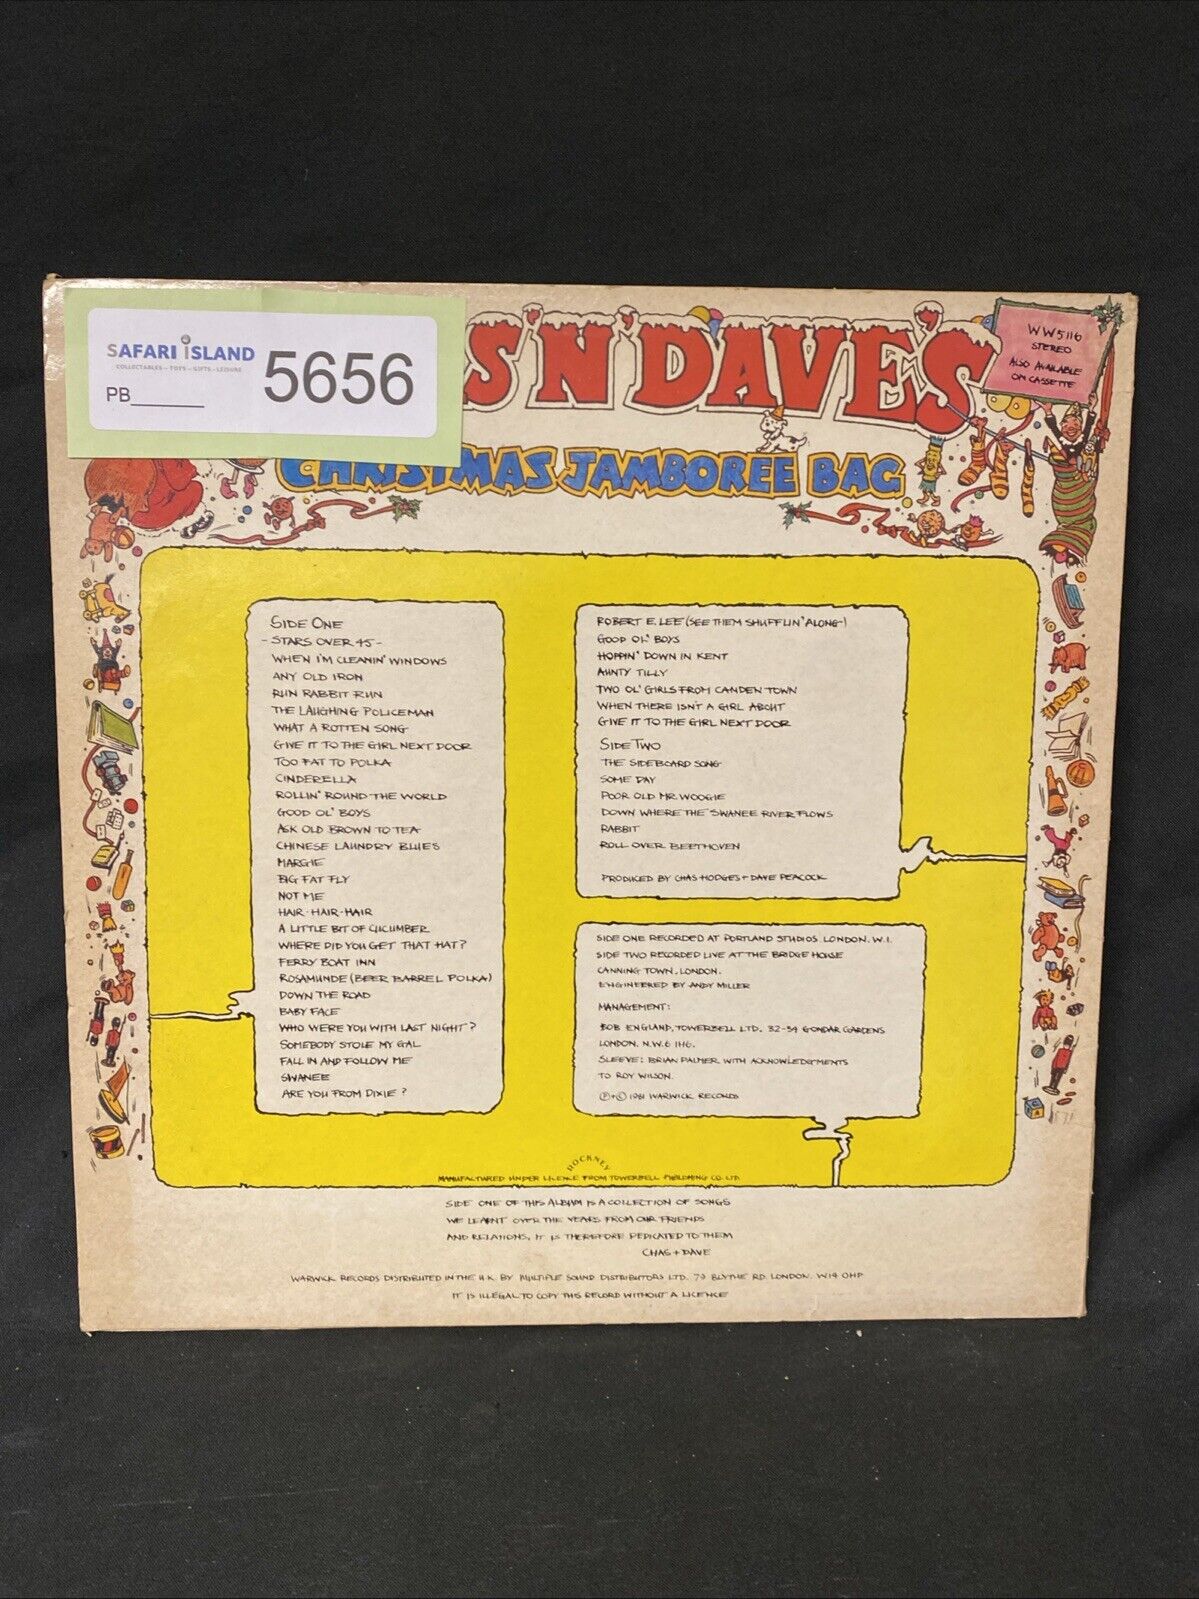 SAFARI ISLAND
COLLECTABLES - TOYS - GIFTS - LEISURE
PB______
5656
S'N'DAVE'S
CHRISTMAS JAMBOREE BAG
WW5116
STEREO
ALSO AVAILABLE
ON CASSETTE
SIDE ONE
- STARS OVER 45 -
WHEN I'M CLEANIN' WINDOWS
ANY OLD IRON
RUN RABBIT RUN
THE LAUGHING POLICEMAN
WHAT A ROTTEN SONG
GIVE IT TO THE GIRL NEXT DOOR
TOO FAT TO POLKA
CINDERELLA
ROLLIN' ROUND THE WORLD
GOOD OL' BOYS
ASK OLD BROWN TO TEA
CHINESE LAUNDRY BLUES
MARGIE
BIG FAT FLY
NOT ME
HAIR-HAIR-HAIR
A LITTLE BIT OF CUCUMBER
WHERE DID YOU GET THAT HAT?
FERRY BOAT INN
ROSAMUNDE (BEER BARREL POLKA)
DOWN THE ROAD
BABY FACE
WHO WERE YOU WITH LAST NIGHT?
SOMEBODY STOLE MY GAL
FALL IN AND FOLLOW ME
SWANEE
ARE YOU FROM DIXIE?
ROBERT E. LEE (SEE THEM SHUFFLIN' ALONG-)
GOOD OL' BOYS
HOPPIN' DOWN IN KENT
AUNTY TILLY
TWO OL' GIRLS FROM CAMDEN TOWN
WHEN THERE ISN'T A GIRL ABOUT
GIVE IT TO THE GIRL NEXT DOOR
SIDE TWO
THE SIDEBOARD SONG
SOME DAY
POOR OLD MR. WOOGIE
DOWN WHERE THE SWANEE RIVER FLOWS
RABBIT
ROLL OVER BEETHOVEN
PRODUCED BY CHAS HODGES + DAVE PEACOCK
SIDE ONE RECORDED AT PORTLAND STUDIOS. LONDON. W.1.
SIDE TWO RECORDED LIVE AT THE BRIDGE HOUSE
CANNING TOWN, LONDON.
ENGINEERED BY ANDY MILLER
MANAGEMENT:
BOB ENGLAND, TOWERBELL LTD. 32-34 GONDAR GARDENS
LONDON. N.W.6 1HG.
SLEEVE: BRIAN PALMER WITH ACKNOWLEDGMENTS
TO ROY WILSON.
℗+© 1981 WARWICK RECORDS
ROCKNEY
MANUFACTURED UNDER LICENCE FROM TOWERBELL PUBLISHING CO. LTD.
SIDE ONE OF THIS ALBUM IS A COLLECTION OF SONGS
WE LEARNT OVER THE YEARS FROM OUR FRIENDS
AND RELATIONS, IT IS THEREFORE DEDICATED TO THEM
CHAS + DAVE
WARWICK RECORDS DISTRIBUTED IN THE U.K. BY MULTIPLE SOUND DISTRIBUTORS LTD. 79 BLYTHE RD. LONDON. W14 0HP
IT IS ILLEGAL TO COPY THIS RECORD WITHOUT A LICENCE